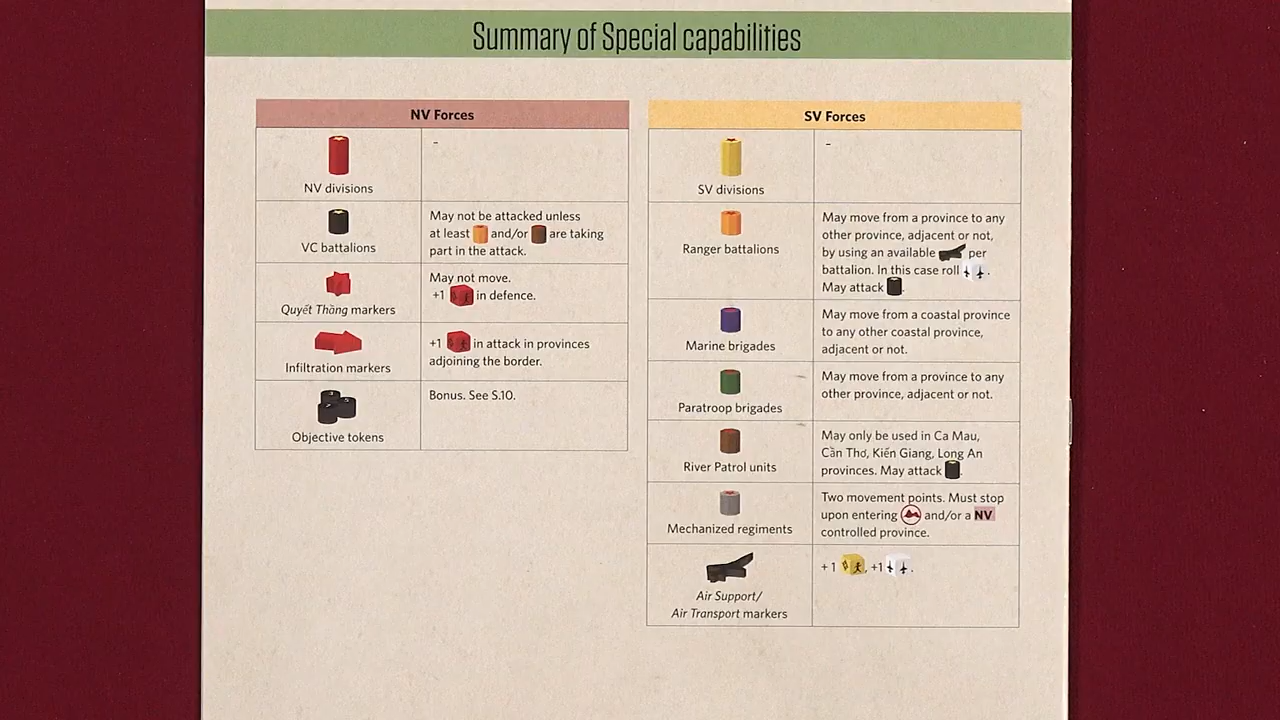 Summary of Special capabilities
NV Forces
NV divisions
-
VC battalions
May not be attacked unless
at least and/or are taking
part in the attack.
Quyết Thắng markers
May not move.
+1 in defence.
Infiltration markers
+1 in attack in provinces
adjoining the border.
Objective tokens
Bonus. See S.10.
SV Forces
SV divisions
-
Ranger battalions
May move from a province to any
other province, adjacent or not,
by using an available per
battalion. In this case roll .
May attack .
Marine brigades
May move from a coastal province
to any other coastal province,
adjacent or not.
Paratroop brigades
May move from a province to any
other province, adjacent or not.
River Patrol units
May only be used in Ca Mau,
Cần Thơ, Kiến Giang, Long An
provinces. May attack .
Mechanized regiments
Two movement points. Must stop
upon entering and/or a NV
controlled province.
Air Support/
Air Transport markers
+1 , +1 .